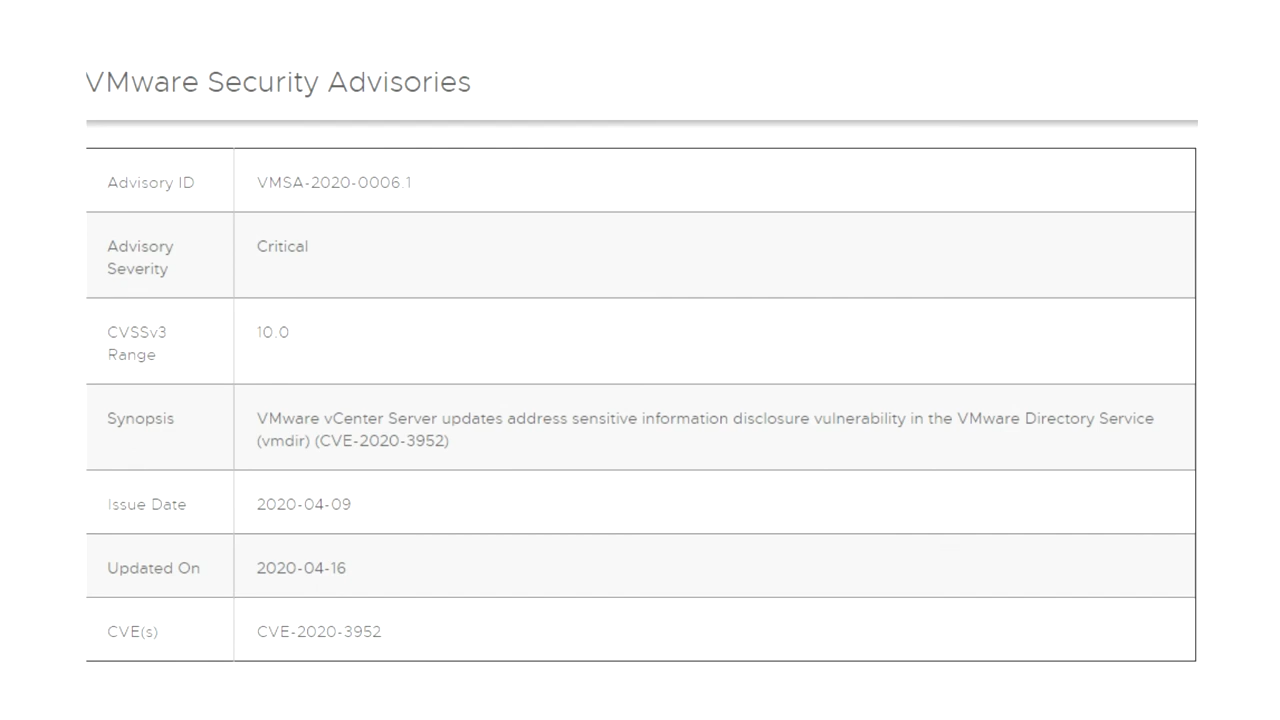 VMware Security Advisories
Advisory ID
VMSA-2020-0006.1
Advisory
Severity
Critical
CVSSv3
Range
10.0
Synopsis
VMware vCenter Server updates address sensitive information disclosure vulnerability in the VMware Directory Service
(vmdir) (CVE-2020-3952)
Issue Date
2020-04-09
Updated On
2020-04-16
CVE(s)
CVE-2020-3952